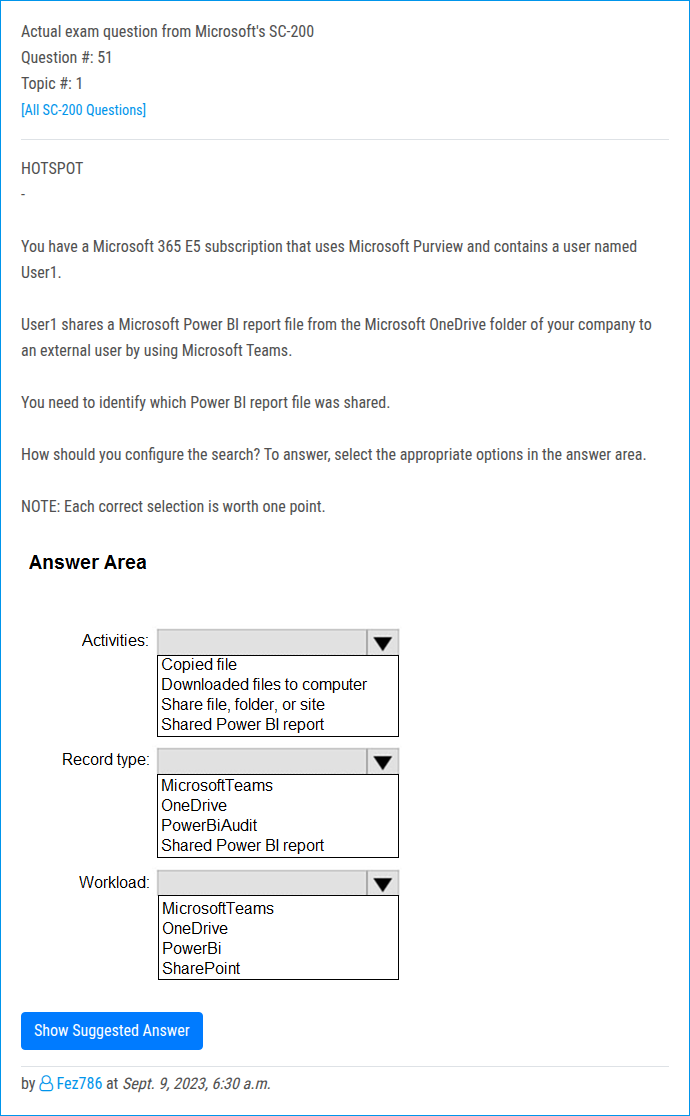 Actual exam question from Microsoft's SC-200
Question #: 51
Topic #: 1
[All SC-200 Questions]
HOTSPOT
-
You have a Microsoft 365 E5 subscription that uses Microsoft Purview and contains a user named
User1.
User1 shares a Microsoft Power BI report file from the Microsoft OneDrive folder of your company to
an external user by using Microsoft Teams.
You need to identify which Power BI report file was shared.
How should you configure the search? To answer, select the appropriate options in the answer area.
NOTE: Each correct selection is worth one point.
Answer Area
Activities:
Copied file
Downloaded files to computer
Share file, folder, or site
Shared Power BI report
Record type:
MicrosoftTeams
OneDrive
PowerBiAudit
Shared Power BI report
Workload:
MicrosoftTeams
OneDrive
PowerBi
SharePoint
Show Suggested Answer
by Fez786 at Sept. 9, 2023, 6:30 a.m.